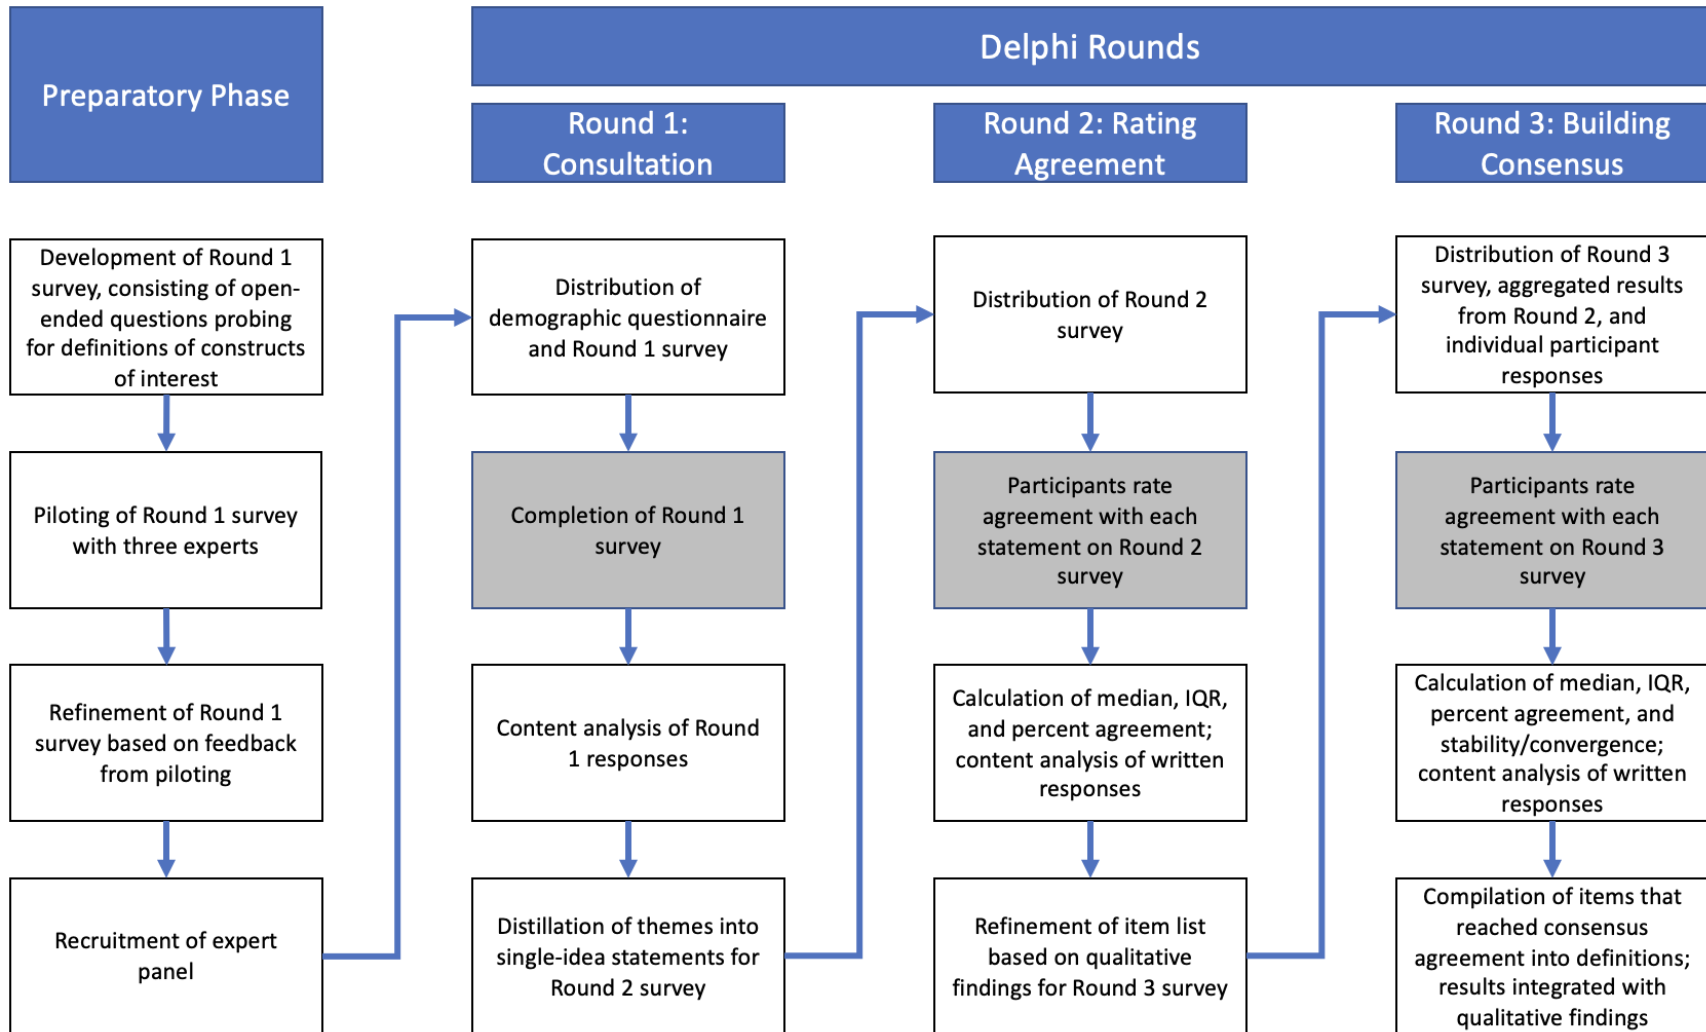 Preparatory Phase
Delphi Rounds
Round 1:
Consultation
Round 2: Rating
Agreement
Round 3: Building
Consensus
Development of Round 1
survey, consisting of open-
ended questions probing
for definitions of constructs
of interest
Piloting of Round 1 survey
with three experts
Refinement of Round 1
survey based on feedback
from piloting
Recruitment of expert
panel
Distribution of
demographic questionnaire
and Round 1 survey
Completion of Round 1
survey
Content analysis of Round
1 responses
Distillation of themes into
single-idea statements for
Round 2 survey
Distribution of Round 2
survey
Participants rate
agreement with each
statement on Round 2
survey
Calculation of median, IQR,
and percent agreement;
content analysis of written
responses
Refinement of item list
based on qualitative
findings for Round 3 survey
Distribution of Round 3
survey, aggregated results
from Round 2, and
individual participant
responses
Participants rate
agreement with each
statement on Round 3
survey
Calculation of median, IQR,
percent agreement, and
stability/convergence;
content analysis of written
responses
Compilation of items that
reached consensus
agreement into definitions;
results integrated with
qualitative findings